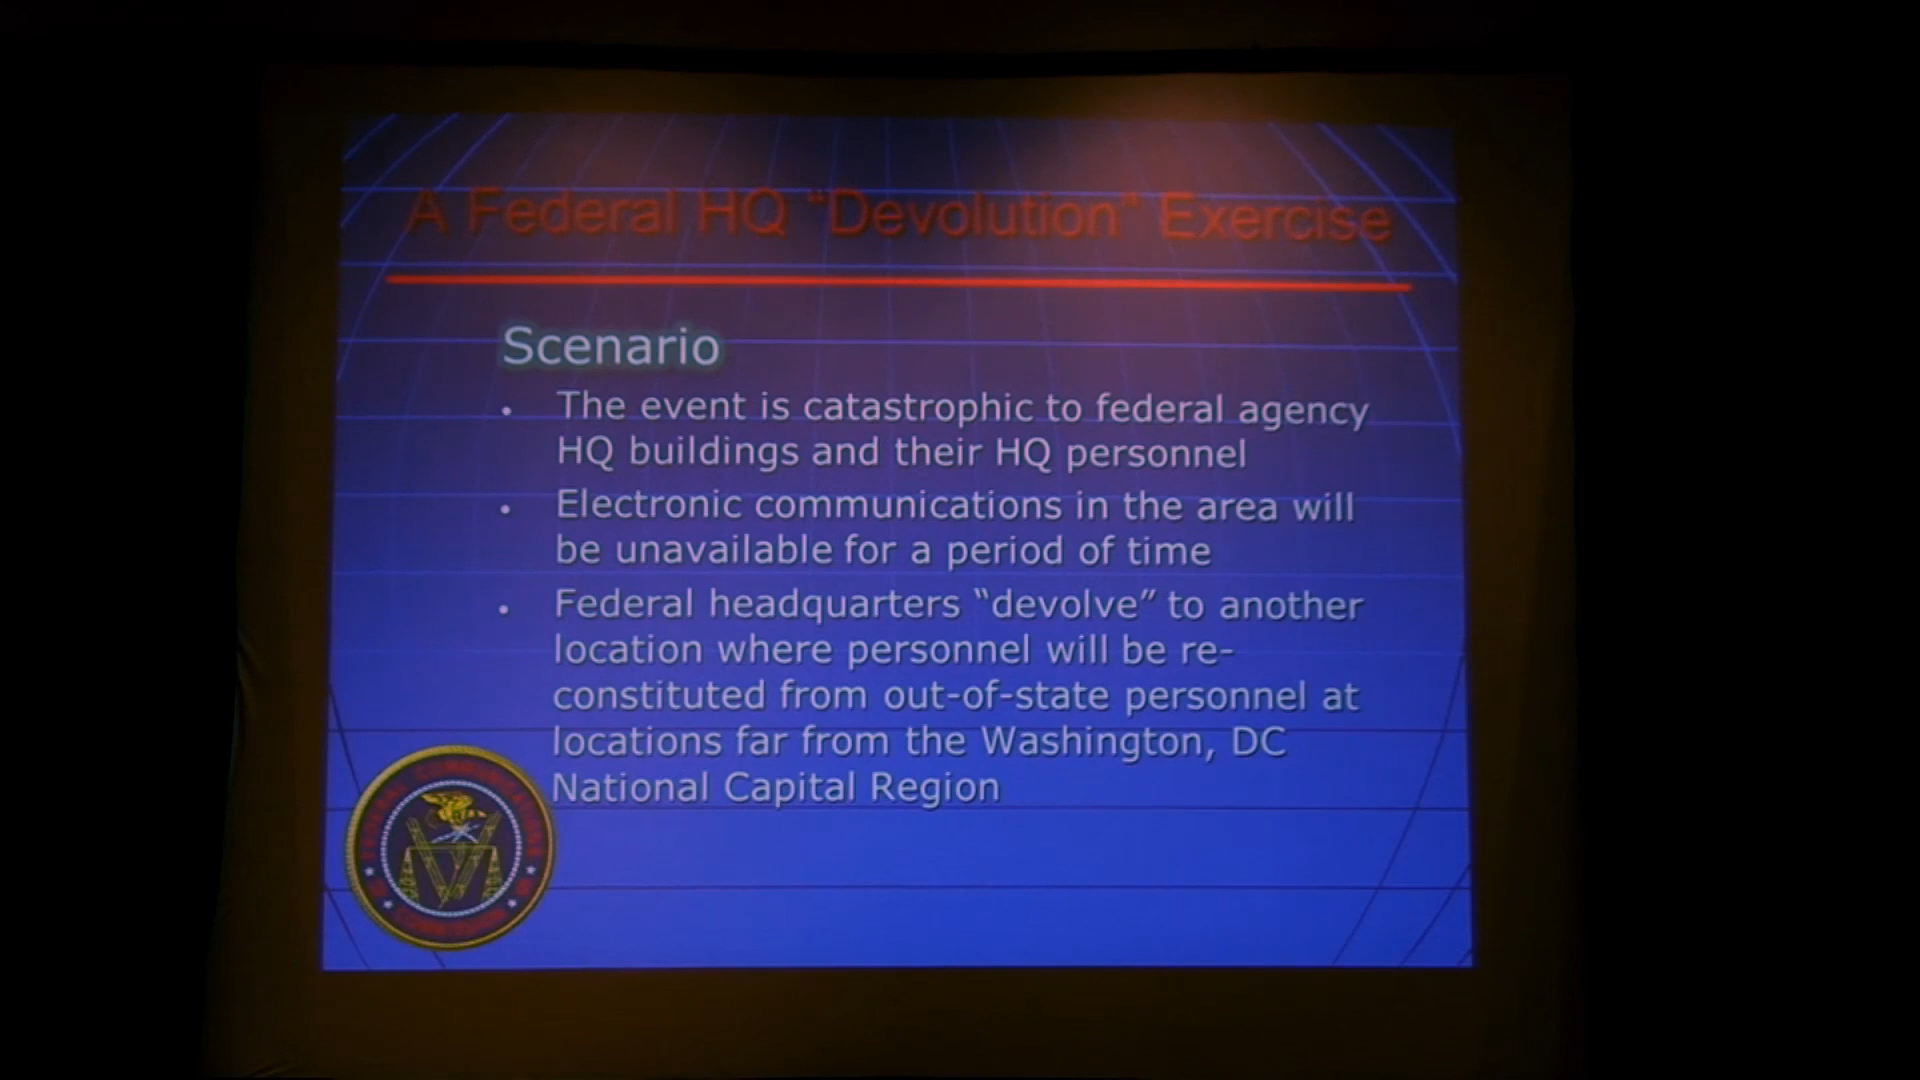 A Federal HQ “Devolution” Exercise
Scenario
• The event is catastrophic to federal agency
HQ buildings and their HQ personnel
• Electronic communications in the area will
be unavailable for a period of time
• Federal headquarters “devolve” to another
location where personnel will be re-
constituted from out-of-state personnel at
locations far from the Washington, DC
National Capital Region